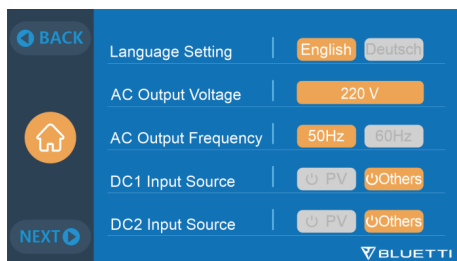 BACK
Language Setting English Deutsch
AC Output Voltage 220 V
AC Output Frequency 50Hz 60Hz
DC1 Input Source PV Others
DC2 Input Source PV Others
NEXT
BLUETTI